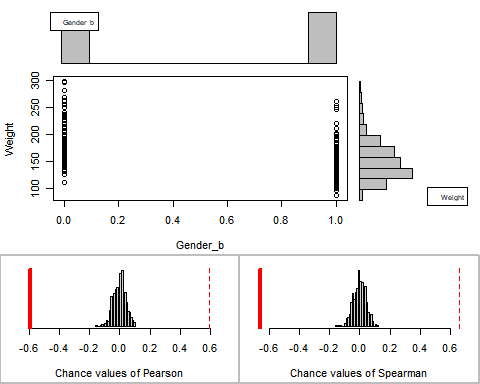 Gender_b
300
250
200
150
100
Weight
0.0 0.2 0.4 0.6 0.8 1.0
Gender_b
Weight
-0.6 -0.4 -0.2 0.0 0.2 0.4 0.6
Chance values of Pearson
-0.6 -0.4 -0.2 0.0 0.2 0.4 0.6
Chance values of Spearman